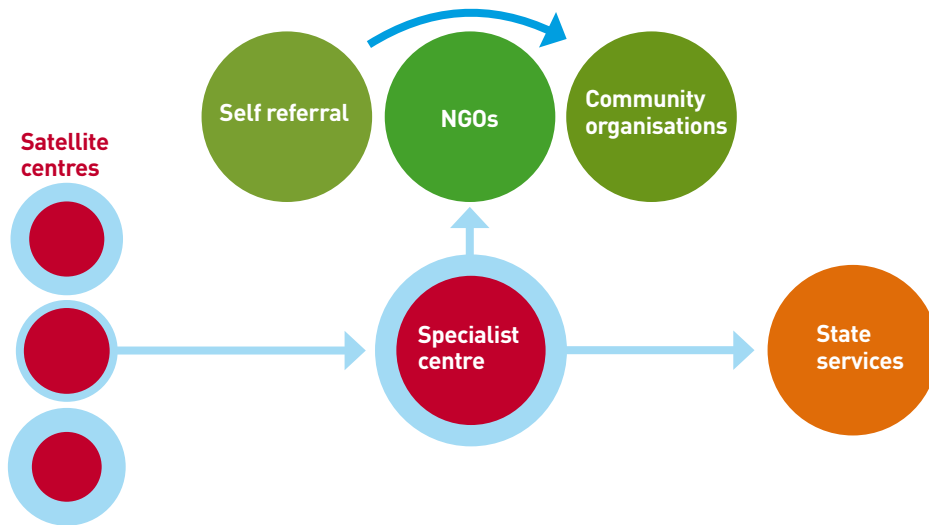 Self referral
NGOs
Community
organisations
Satellite
centres
Specialist
centre
State
services